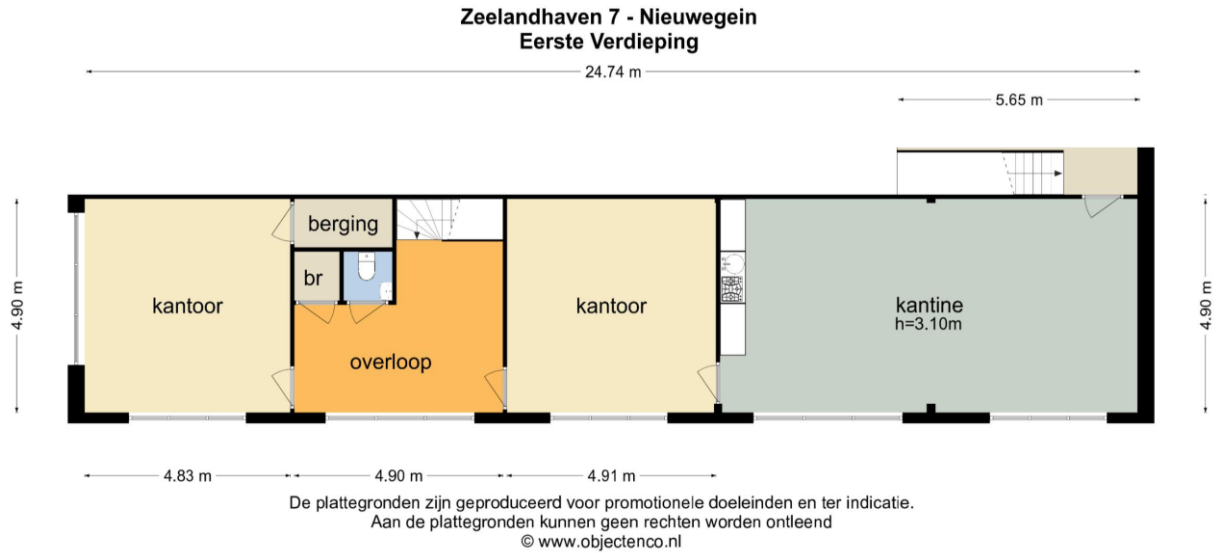 Zeelandhaven 7 - Nieuwegein
Eerste Verdieping
24.74 m
5.65 m
berging
br
kantoor
overloop
kantoor
kantine
h=3.10m
4.90 m
4.90 m
4.83 m
4.90 m
4.91 m
De plattegronden zijn geproduceerd voor promotionele doeleinden en ter indicatie.
Aan de plattegronden kunnen geen rechten worden ontleend
© www.objectenco.nl